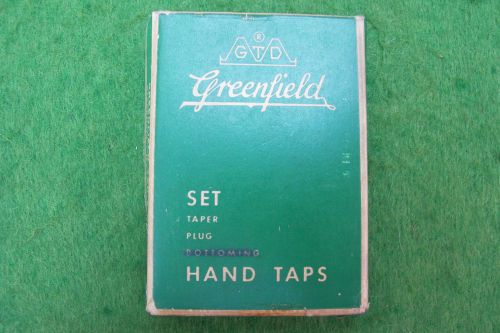 ®
GTD
Greenfield
SET
TAPER
PLUG
BOTTOMING
HAND TAPS